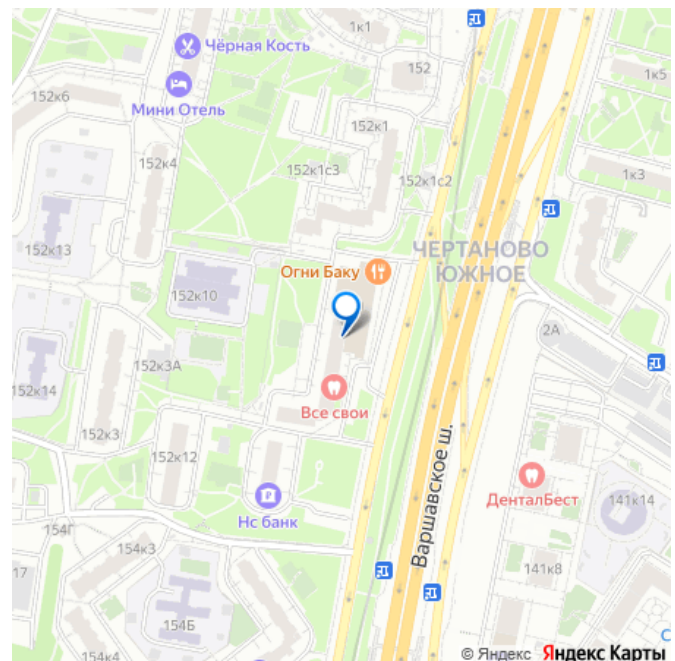 1к1
Чёрная Кость
152
1к5
152к6
Мини Отель
152к1
152к4
152к1с3
152к1с2
1к3
152к13
ЧЕРТАНОВО
ЮЖНОЕ
Огни Баку
152к10
2А
152к3А
152к14
Все свои
152к3
152к12
Варшавское ш.
ДенталБест
141к14
Нс банк
154Г
154к3
17
141к8
154Б
154к4
С
© Яндекс Яндекс Карты